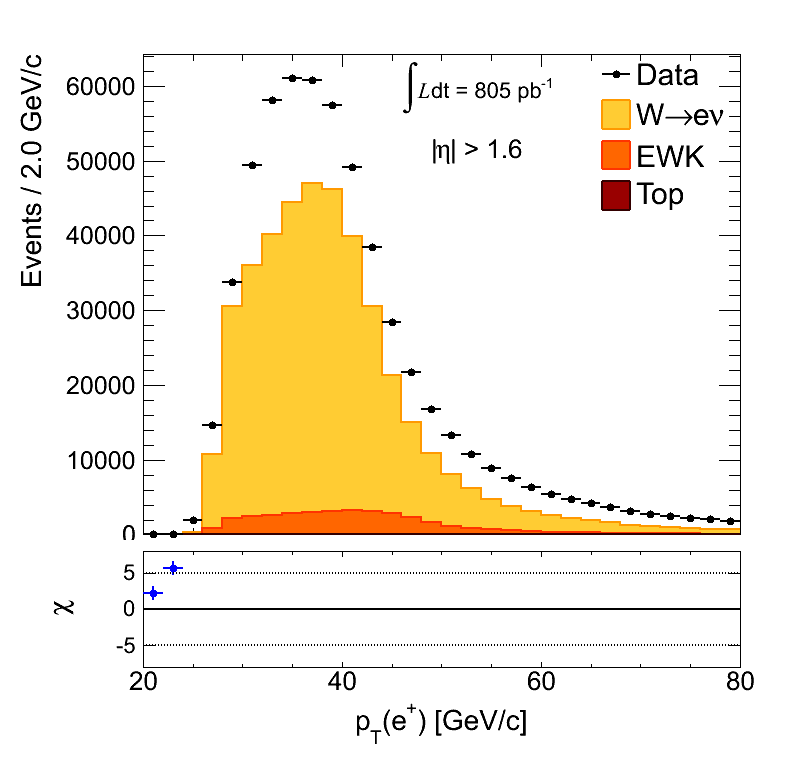 Events / 2.0 GeV/c
60000
50000
40000
30000
20000
10000
0
∫Ldt = 805 pb⁻¹
|η| > 1.6
Data
W→eν
EWK
Top
χ
5
0
-5
20 40 60 80
p_T(e⁺) [GeV/c]